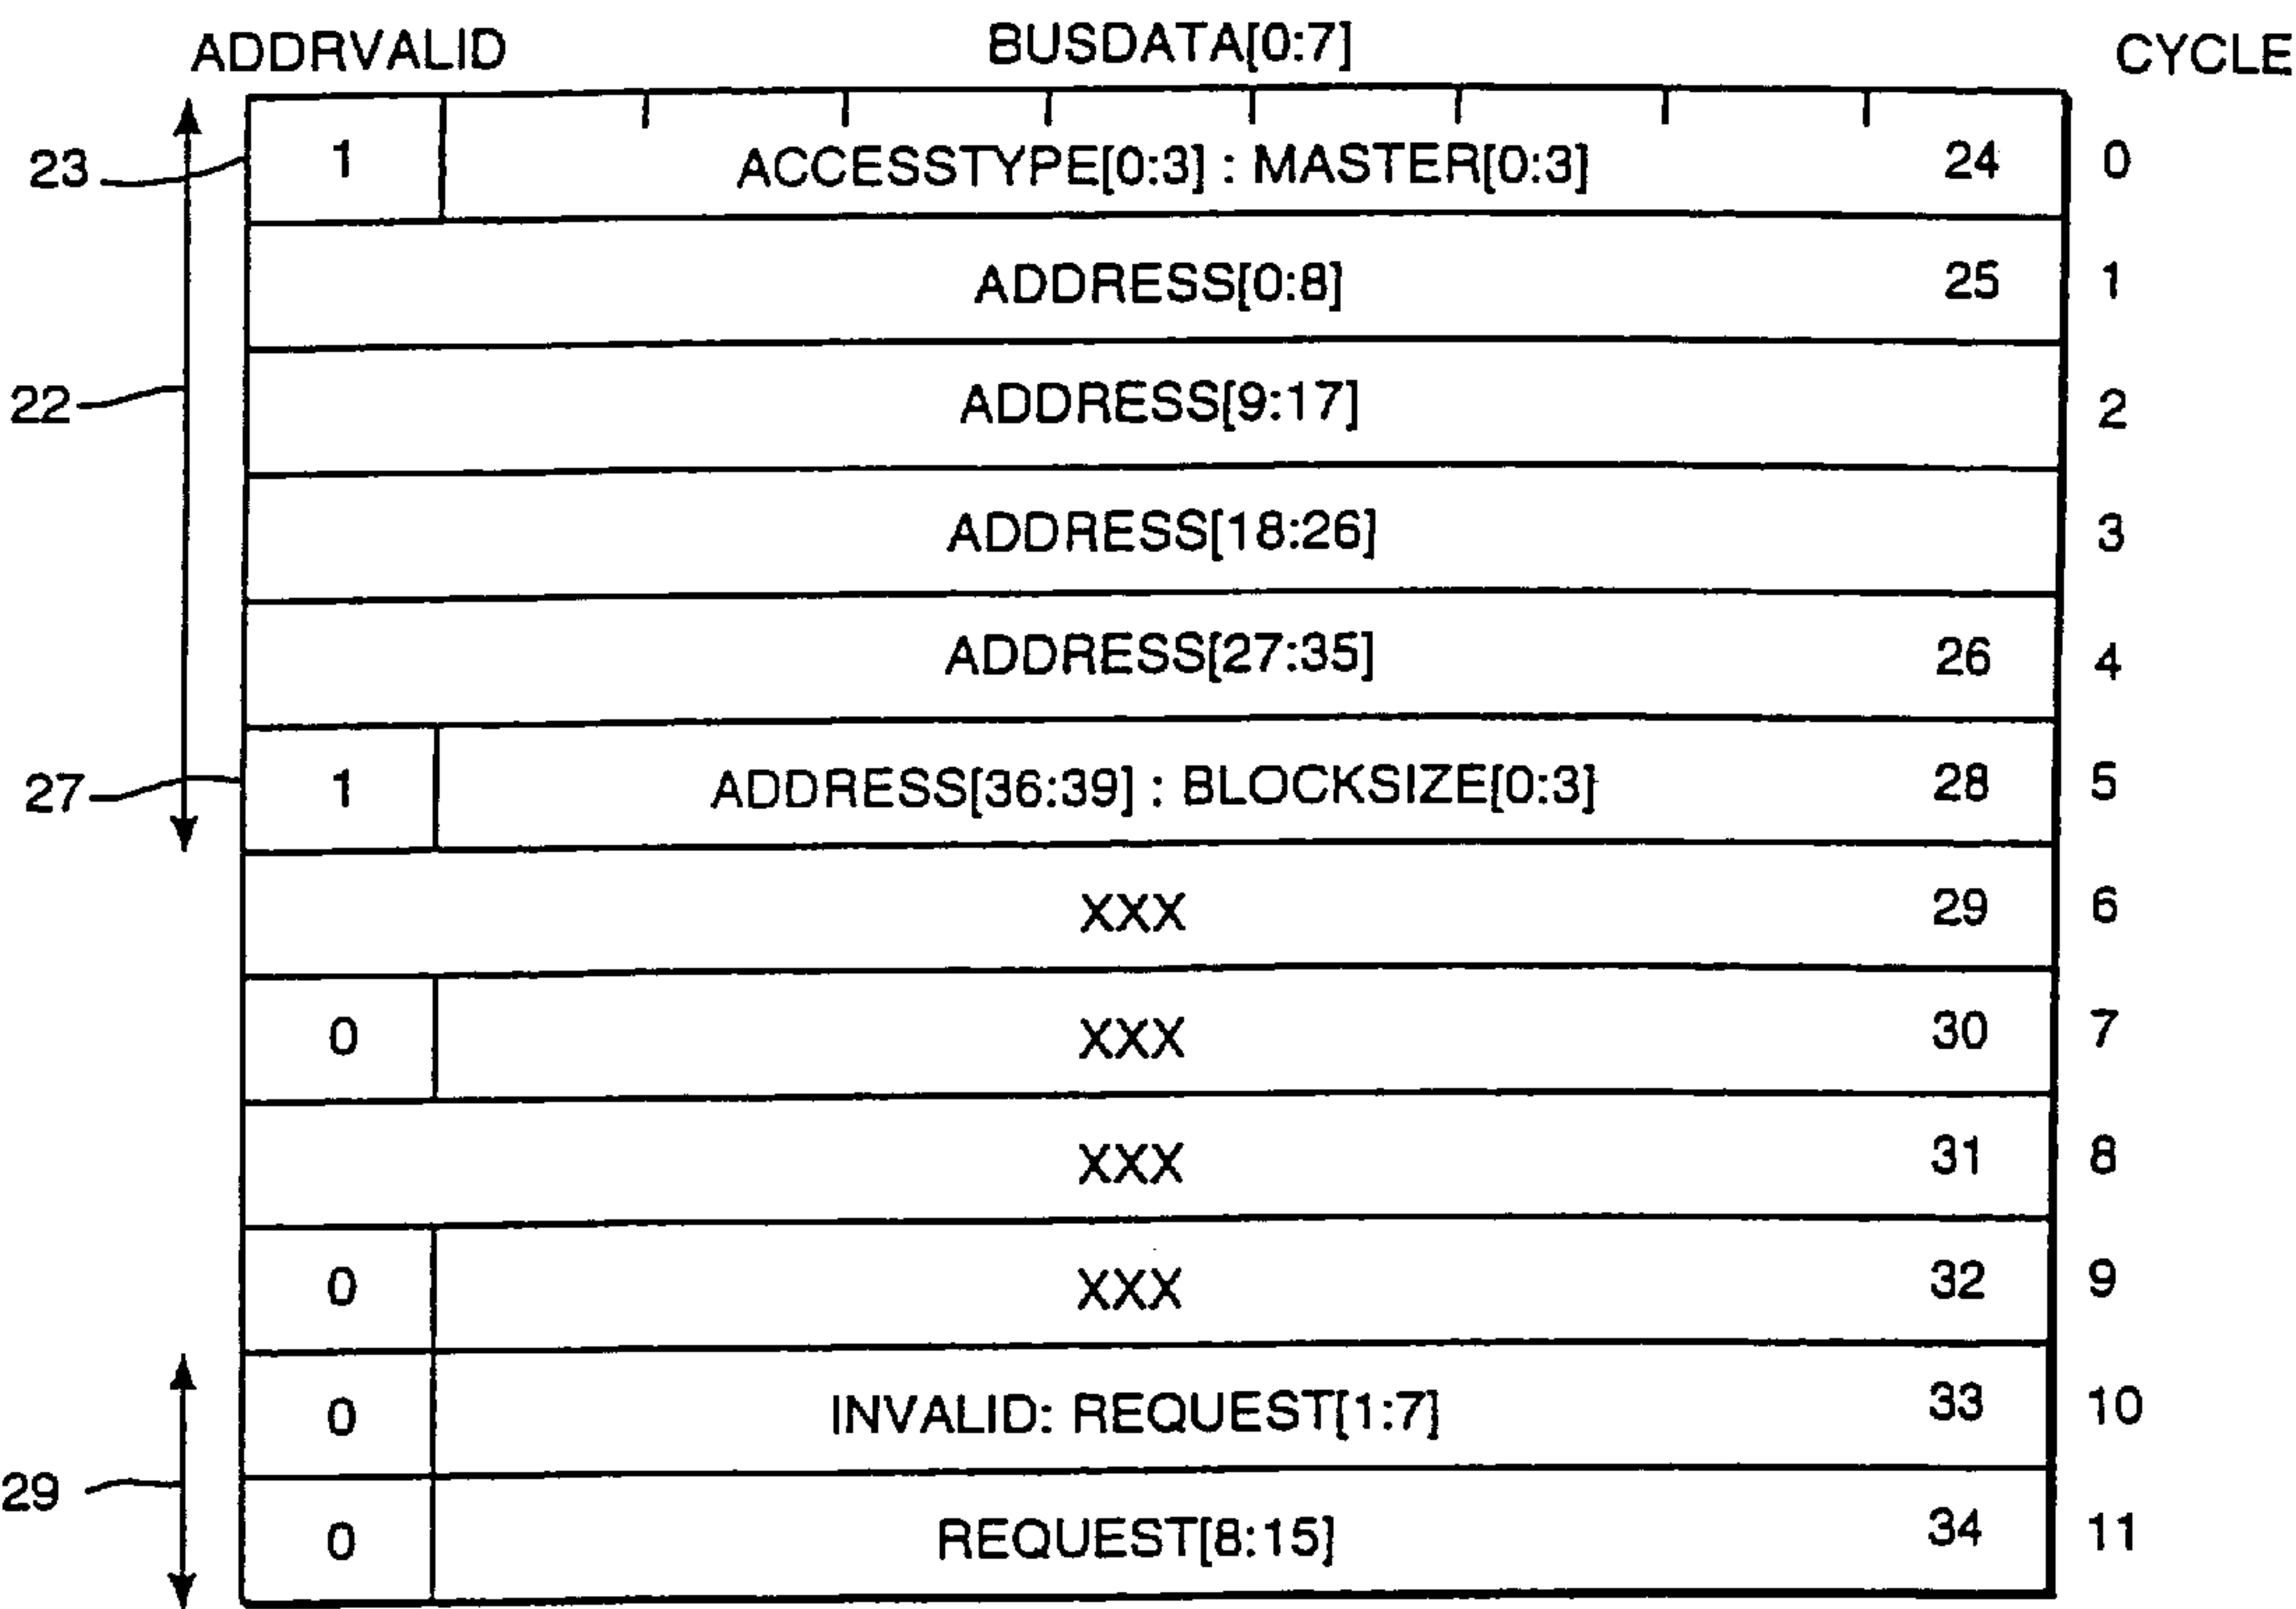 ADDRVALID BUSDATA[0:7] CYCLE
23 1 ACCESSTYPE[0:3] : MASTER[0:3] 24 0
ADDRESS[0:8] 25 1
22 ADDRESS[9:17] 2
ADDRESS[18:26] 3
ADDRESS[27:35] 26 4
27 1 ADDRESS[36:39] : BLOCKSIZE[0:3] 28 5
XXX 29 6
0 XXX 30 7
XXX 31 8
0 XXX 32 9
0 INVALID: REQUEST[1:7] 33 10
29 0 REQUEST[8:15] 34 11